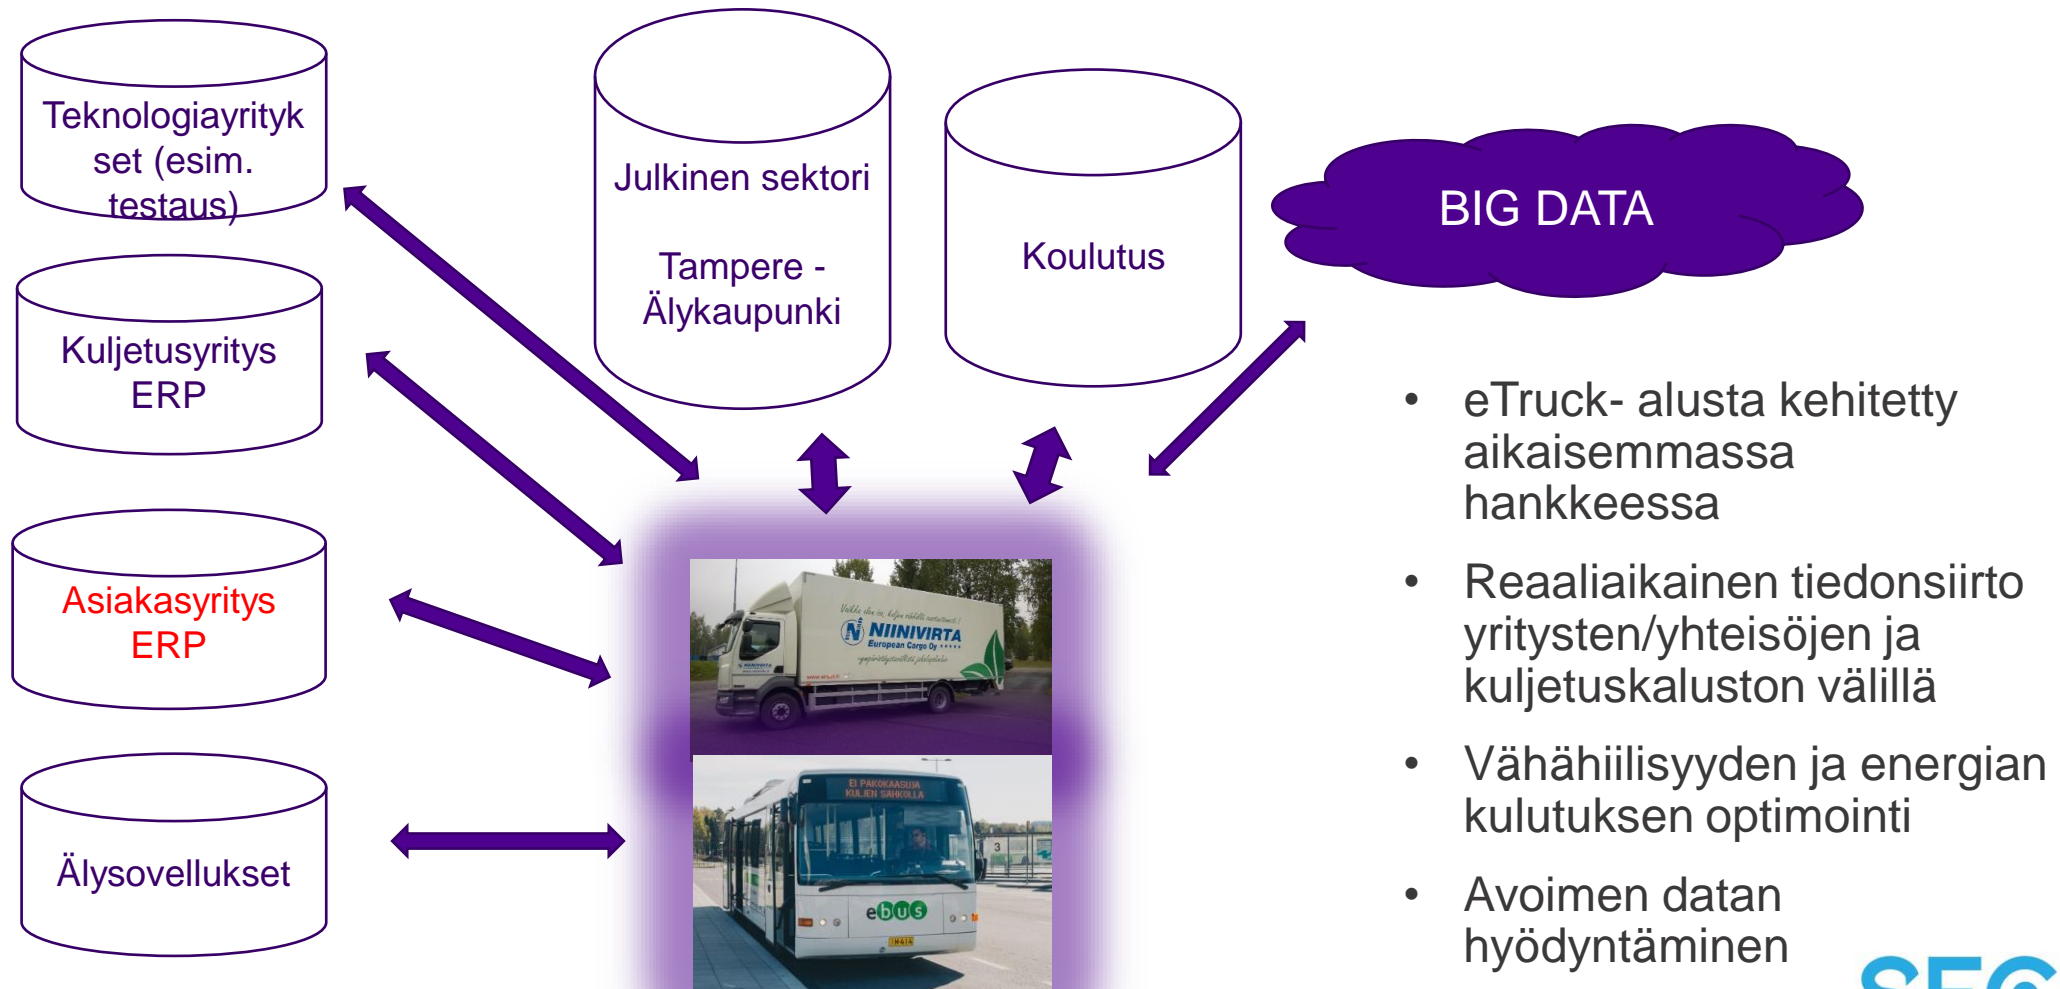 Teknologiayrityk
set (esim.
testaus)
Julkinen sektori
Tampere -
Älykaupunki
Koulutus
BIG DATA
Kuljetusyritys
ERP
Asiakasyritys
ERP
Älysovellukset
NIINIVIRTA
European Cargo Oy
EI PAKOKAASUJA
KULJEN SÄHKÖLLÄ
3
ebus
• eTruck- alusta kehitetty
aikaisemmassa
hankkeessa
• Reaaliaikainen tiedonsiirto
yritysten/yhteisöjen ja
kuljetuskaluston välillä
• Vähähiilisyyden ja energian
kulutuksen optimointi
• Avoimen datan
hyödyntäminen